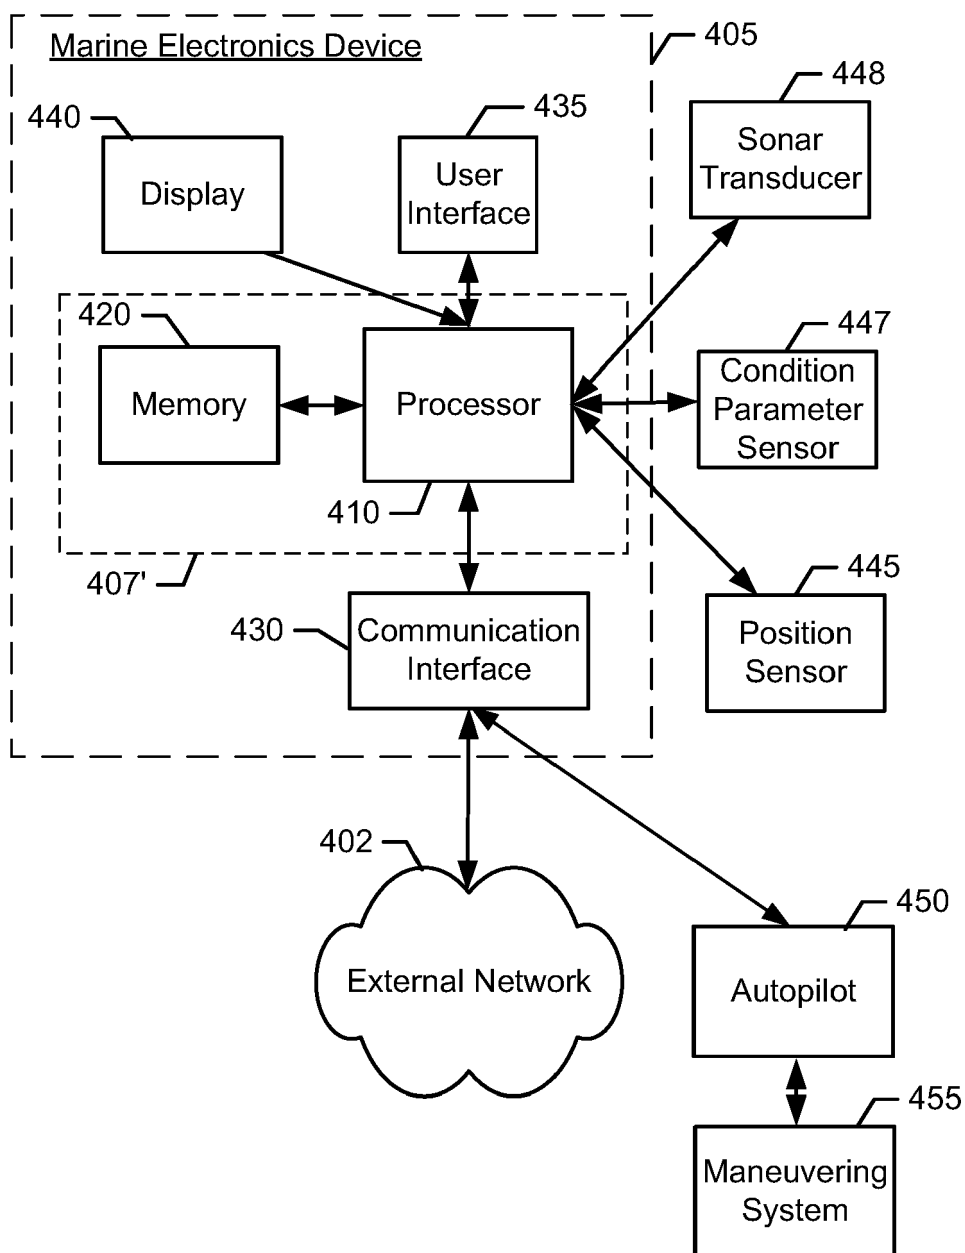 Marine Electronics Device
405
448
440
435
Sonar
Transducer
Display
User
Interface
420
447
Memory
Processor
Condition
Parameter
Sensor
410
407'
445
430
Communication
Interface
Position
Sensor
402
450
External Network
Autopilot
455
Maneuvering
System